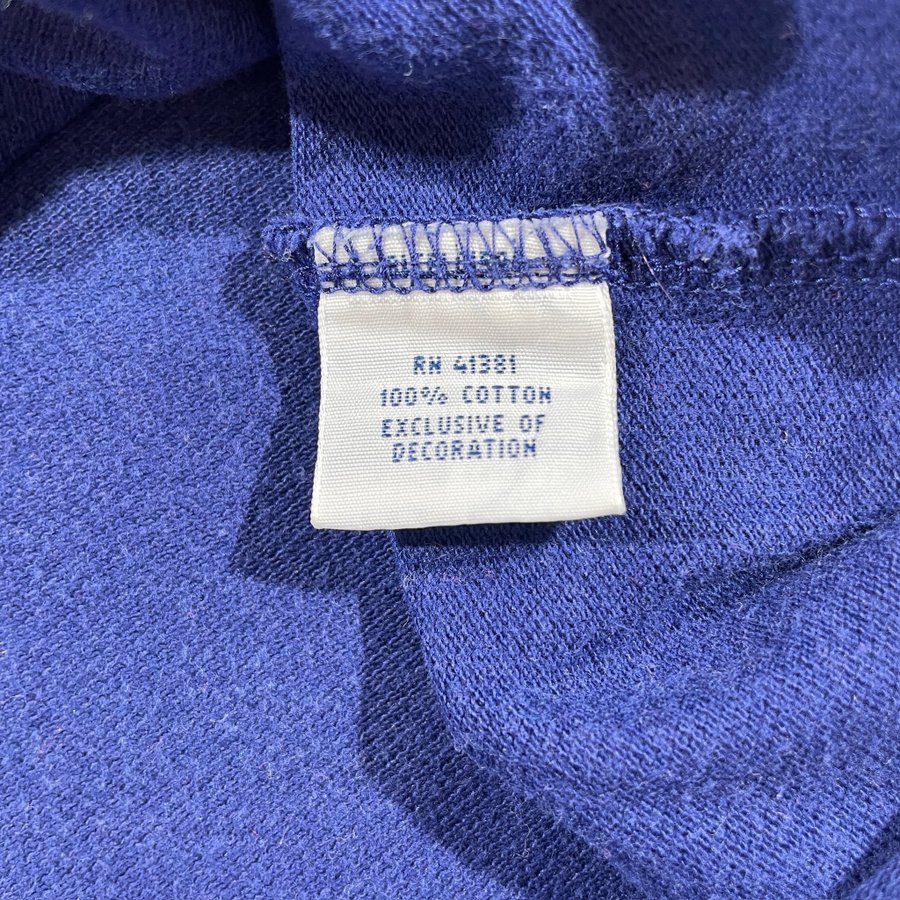 RN 41381
100% COTTON
EXCLUSIVE OF
DECORATION